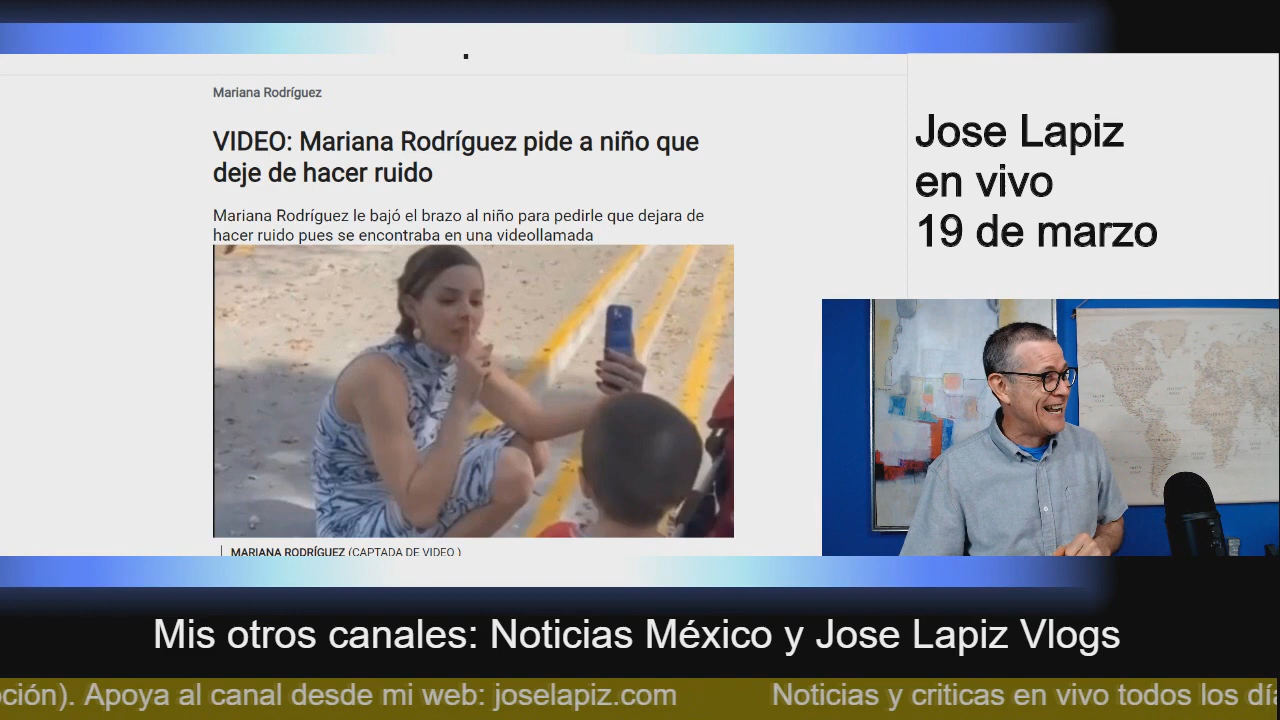 Mariana Rodríguez
VIDEO: Mariana Rodríguez pide a niño que
deje de hacer ruido
Mariana Rodríguez le bajó el brazo al niño para pedirle que dejara de
hacer ruido pues se encontraba en una videollamada
MARIANA RODRÍGUEZ (CAPTADA DE VIDEO )
Jose Lapiz
en vivo
19 de marzo
Mis otros canales: Noticias México y Jose Lapiz Vlogs
ción). Apoya al canal desde mi web: joselapiz.com Noticias y criticas en vivo todos los día